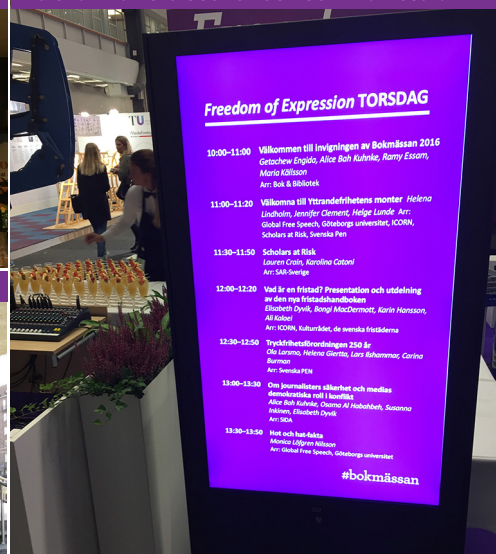 TU
Freedom of Expression TORSDAG
10:00–11:00 Välkommen till invigningen av Bokmässan 2016
Getachew Engida, Alice Bah Kuhnke, Ramy Essam,
Maria Källsson
Arr: Bok & Bibliotek
11:00–11:20 Välkomna till Yttrandefrihetens monter Helena
Lindholm, Jennifer Clement, Helge Lunde Arr:
Global Free Speech, Göteborgs universitet, ICORN,
Scholars at Risk, Svenska Pen
11:30–11:50 Scholars at Risk
Lauren Crain, Karolina Catoni
Arr: SAR-Sverige
12:00–12:20 Vad är en fristad? Presentation och utdelning
av den nya fristadshandboken
Elisabeth Dyvik, Bongi MacDermott, Karin Hansson,
Ali Kalaei
Arr: ICORN, Kulturrådet, de svenska fristäderna
12:30–12:50 Tryckfrihetsförordningen 250 år
Ola Larsmo, Helena Giertta, Lars Ilshammar, Carina
Burman
Arr: Svenska PEN
13:00–13:30 Om journalisters säkerhet och medias
demokratiska roll i konflikt
Alice Bah Kuhnke, Osama Al Habahbeh, Susanna
Inkinen, Elisabeth Dyvik
Arr: SIDA
13:30–13:50 Hot och hat-fakta
Monica Löfgren Nilsson
Arr: Global Free Speech, Göteborgs universitet
#bokmässan